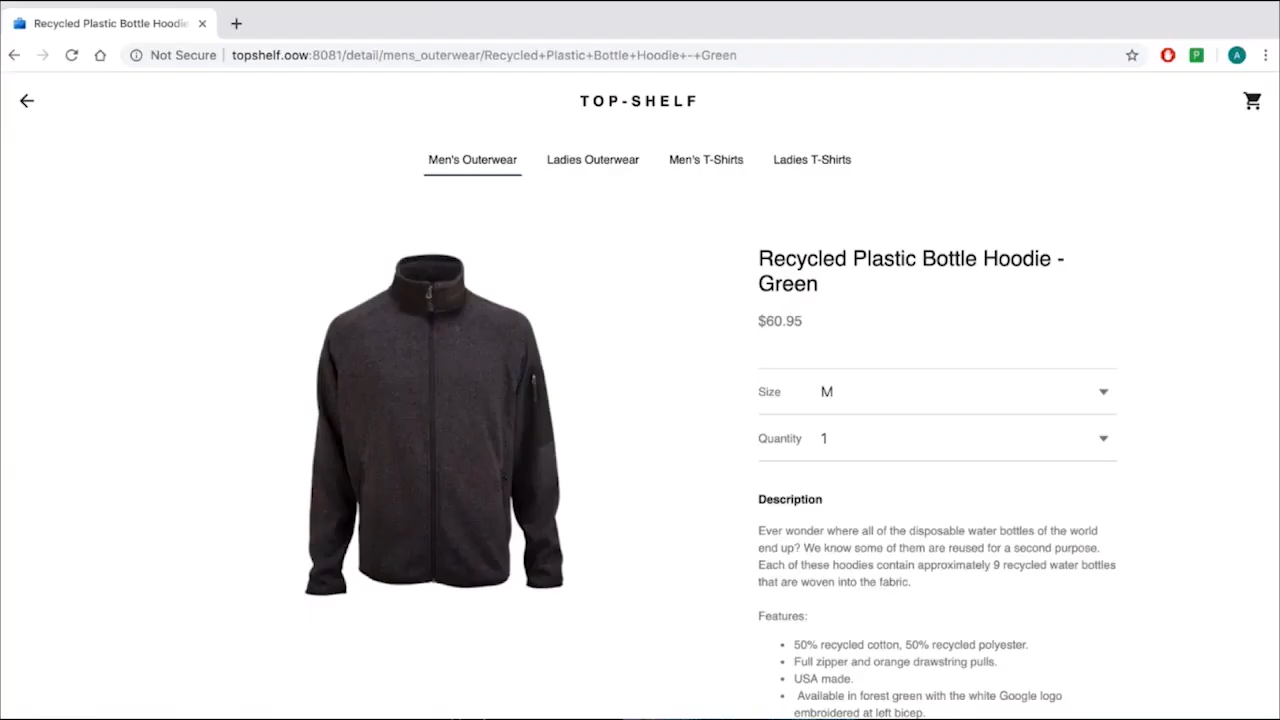 Recycled Plastic Bottle Hoodie
Not Secure
topshelf.oow:8081/detail/mens_outerwear/Recycled+Plastic+Bottle+Hoodie+-+Green
P
A
TOP-SHELF
Men's Outerwear
Ladies Outerwear
Men's T-Shirts
Ladies T-Shirts
Recycled Plastic Bottle Hoodie -
Green
$60.95
Size M
Quantity 1
Description
Ever wonder where all of the disposable water bottles of the world
end up? We know some of them are reused for a second purpose.
Each of these hoodies contain approximately 9 recycled water bottles
that are woven into the fabric.
Features:
• 50% recycled cotton, 50% recycled polyester.
• Full zipper and orange drawstring pulls.
• USA made.
• Available in forest green with the white Google logo
embroidered at left bicep.